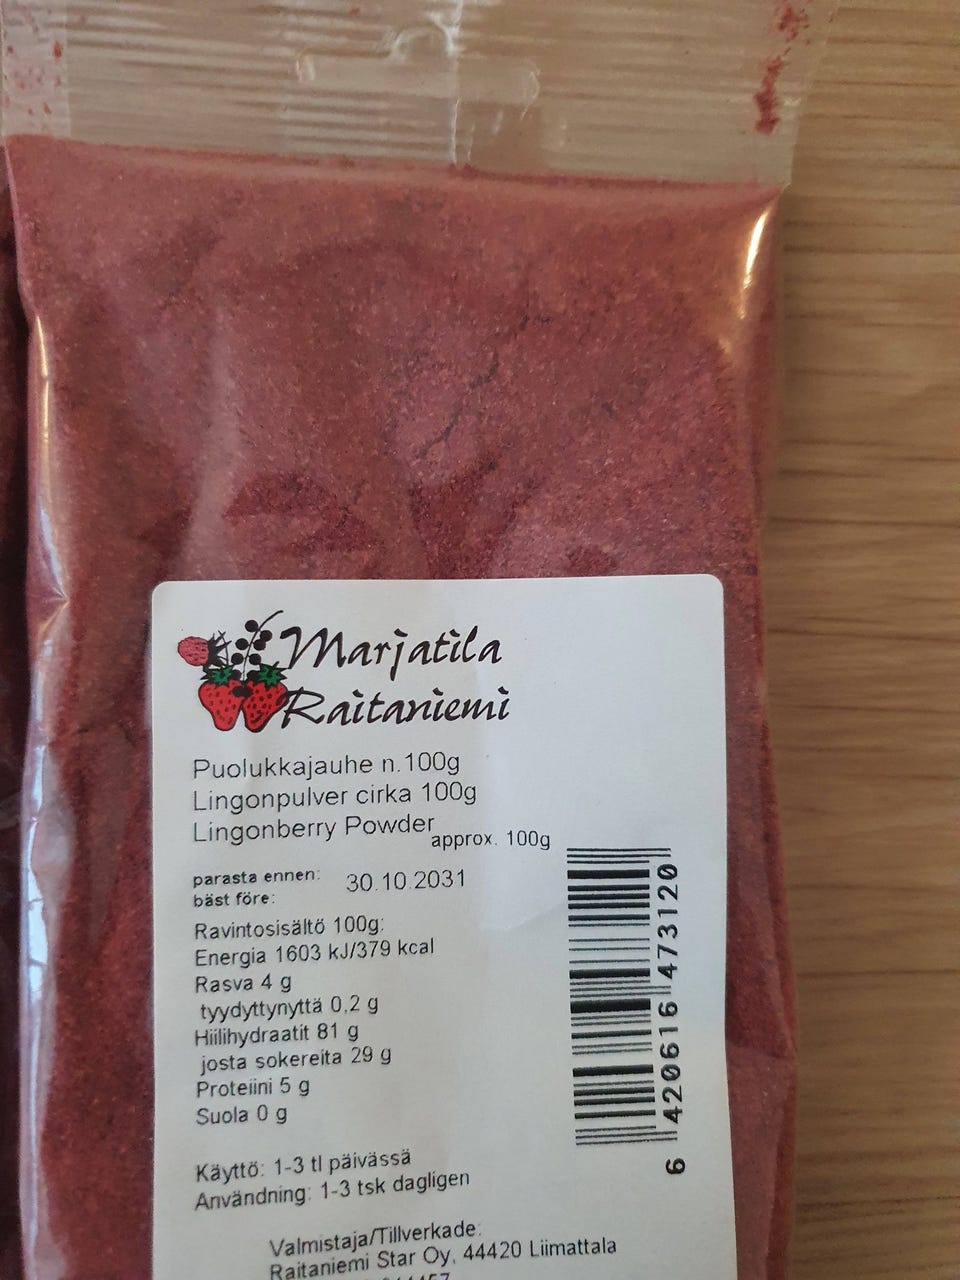 Marjatila
Raitaniemi
Puolukkajauhe n.100g
Lingonpulver cirka 100g
Lingonberry Powder approx. 100g
parasta ennen: 30.10.2031
bäst före:
Ravintosisältö 100g:
Energia 1603 kJ/379 kcal
Rasva 4 g
tyydyttynyttä 0,2 g
Hiilihydraatit 81 g
josta sokereita 29 g
Proteiini 5 g
Suola 0 g
Käyttö: 1-3 tl päivässä
Användning: 1-3 tsk dagligen
Valmistaja/Tillverkade:
Raitaniemi Star Oy, 44420 Liimattala
6 420616 473120